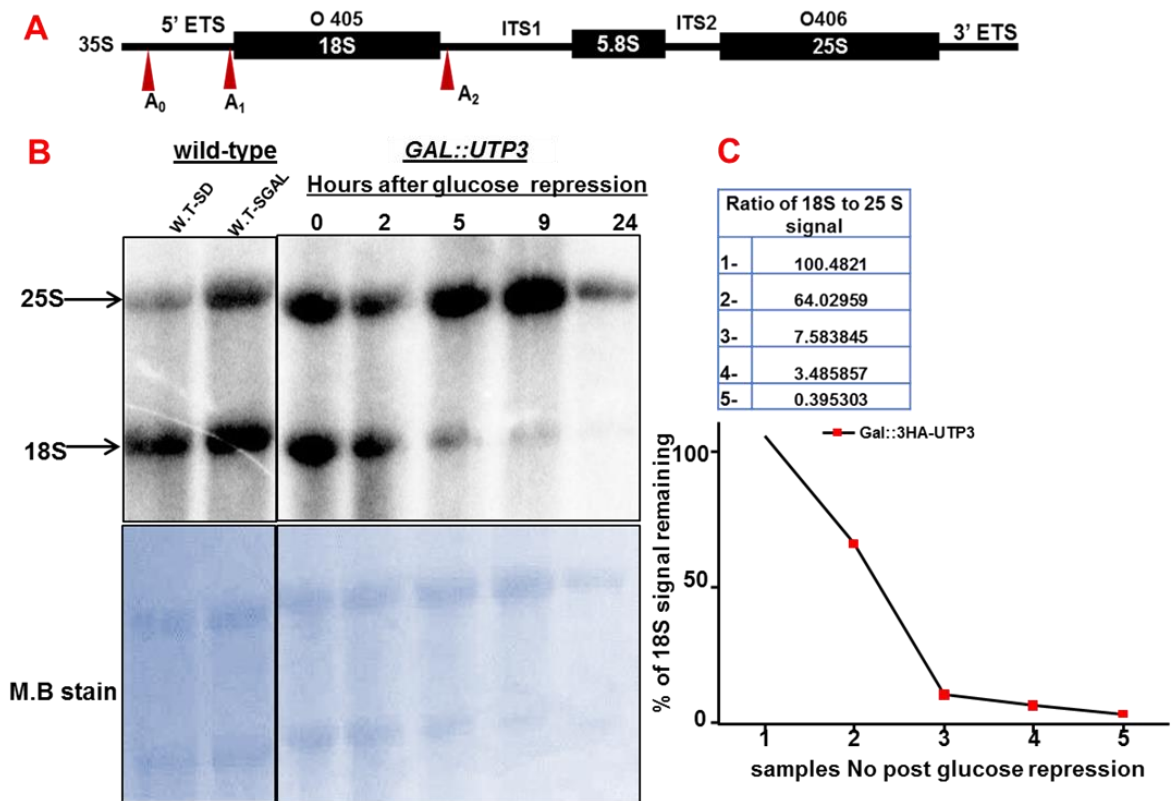 A
35S
5’ ETS
O 405
18S
ITS1
5.8S
ITS2
O406
25S
3’ ETS
A₀
A₁
A₂
B
wild-type
GAL::UTP3
Hours after glucose repression
W.T-SD
W.T-SGAL
0 2 5 9 24
25S
18S
M.B stain
C
Ratio of 18S to 25 S
signal
1- 100.4821
2- 64.02959
3- 7.583845
4- 3.485857
5- 0.395303
Gal::3HA-UTP3
% of 18S signal remaining
100
50
0
1 2 3 4 5
samples No post glucose repression